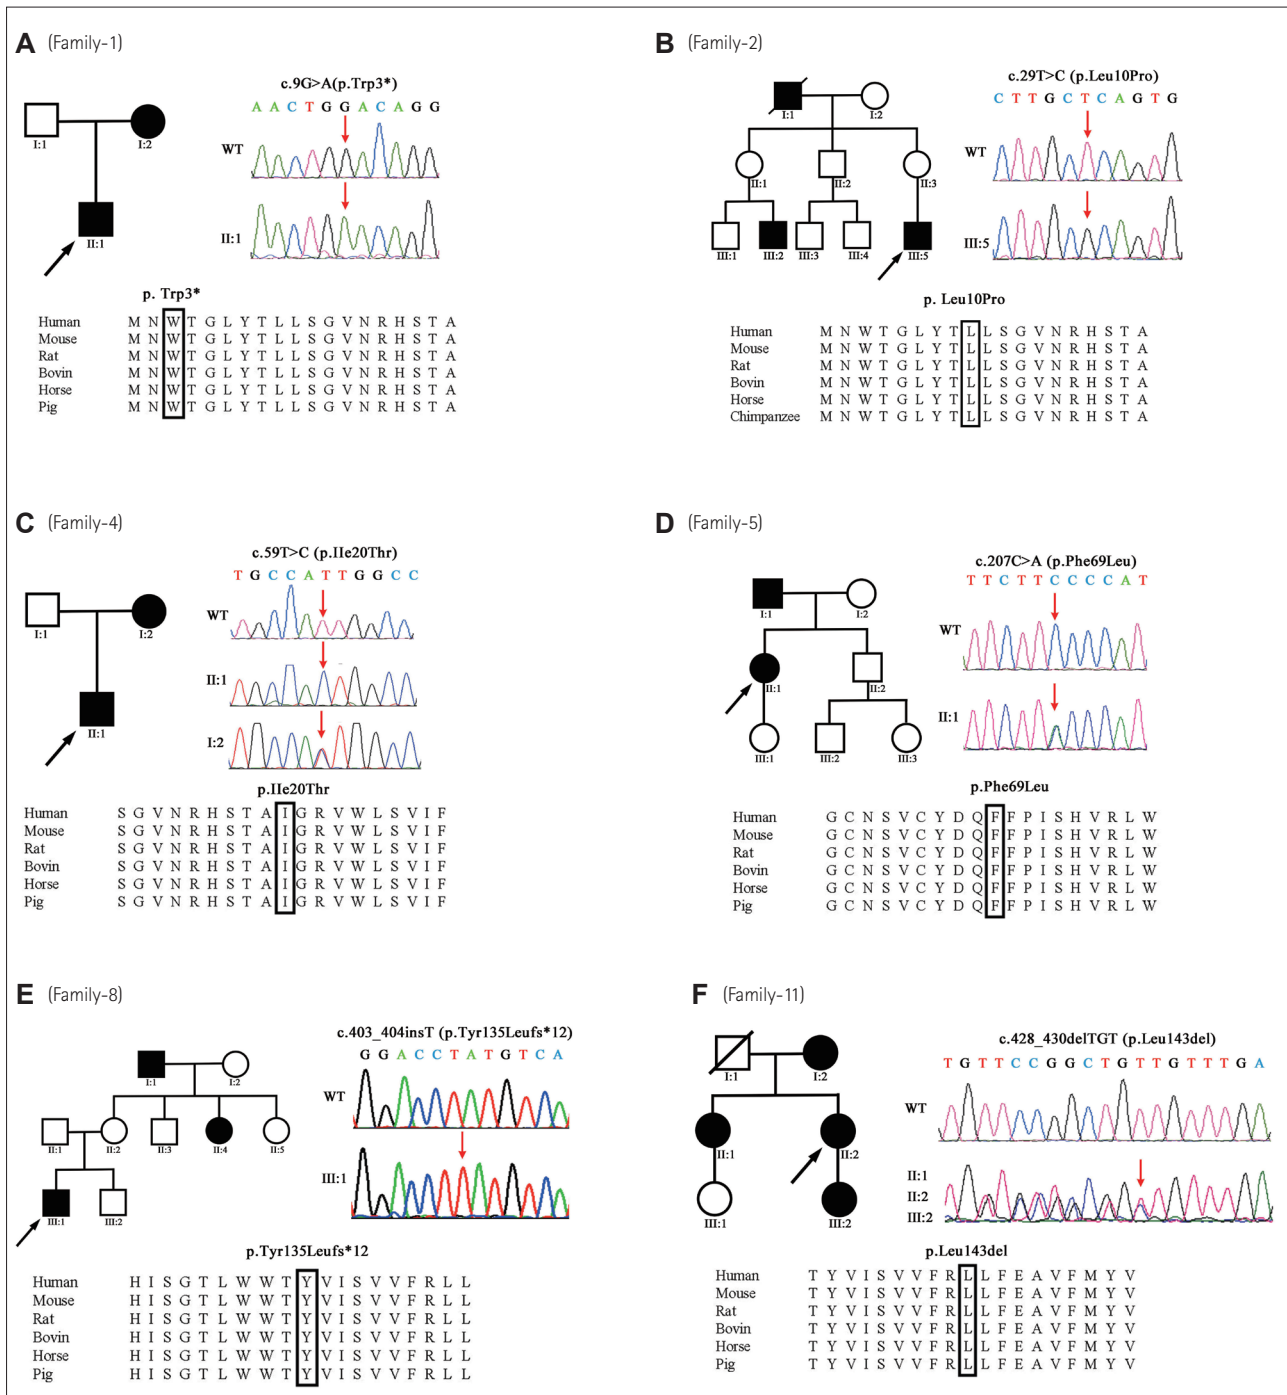 A (Family-1)
c.9G>A(p.Trp3*)
A A C T G G A C A G G
I:1
I:2
WT
II:1
II:1
p. Trp3*
Human M N W T G L Y T L L S G V N R H S T A
Mouse M N W T G L Y T L L S G V N R H S T A
Rat M N W T G L Y T L L S G V N R H S T A
Bovin M N W T G L Y T L L S G V N R H S T A
Horse M N W T G L Y T L L S G V N R H S T A
Pig M N W T G L Y T L L S G V N R H S T A
B (Family-2)
c.29T>C (p.Leu10Pro)
C T T G C T C A G T G
I:1
I:2
WT
II:1
II:2
II:3
III:1
III:2
III:3
III:4
III:5
III:5
p. Leu10Pro
Human M N W T G L Y T L L S G V N R H S T A
Mouse M N W T G L Y T L L S G V N R H S T A
Rat M N W T G L Y T L L S G V N R H S T A
Bovin M N W T G L Y T L L S G V N R H S T A
Horse M N W T G L Y T L L S G V N R H S T A
Chimpanzee M N W T G L Y T L L S G V N R H S T A
C (Family-4)
c.59T>C (p.IIe20Thr)
T G C C A T T G G C C
I:1
I:2
WT
II:1
II:1
I:2
p.IIe20Thr
Human S G V N R H S T A I G R V W L S V I F
Mouse S G V N R H S T A I G R V W L S V I F
Rat S G V N R H S T A I G R V W L S V I F
Bovin S G V N R H S T A I G R V W L S V I F
Horse S G V N R H S T A I G R V W L S V I F
Pig S G V N R H S T A I G R V W L S V I F
D (Family-5)
c.207C>A (p.Phe69Leu)
T T C T T C C C C A T
I:1
I:2
WT
II:1
II:2
II:1
III:1
III:2
III:3
p.Phe69Leu
Human G C N S V C Y D Q F F P I S H V R L W
Mouse G C N S V C Y D Q F F P I S H V R L W
Rat G C N S V C Y D Q F F P I S H V R L W
Bovin G C N S V C Y D Q F F P I S H V R L W
Horse G C N S V C Y D Q F F P I S H V R L W
Pig G C N S V C Y D Q F F P I S H V R L W
E (Family-8)
c.403_404insT (p.Tyr135Leufs*12)
G G A C C T A T G T C A
I:1
I:2
WT
II:1
II:2
II:3
II:4
II:5
III:1
III:1
III:2
p.Tyr135Leufs*12
Human H I S G T L W W T Y V I S V V F R L L
Mouse H I S G T L W W T Y V I S V V F R L L
Rat H I S G T L W W T Y V I S V V F R L L
Bovin H I S G T L W W T Y V I S V V F R L L
Horse H I S G T L W W T Y V I S V V F R L L
Pig H I S G T L W W T Y V I S V V F R L L
F (Family-11)
c.428_430delTGT (p.Leu143del)
T G T T C C G G C T G T T G T T T G A
I:1
I:2
WT
II:1
II:2
II:1
II:2
III:2
III:1
III:2
p.Leu143del
Human T Y V I S V V F R L L F E A V F M Y V
Mouse T Y V I S V V F R L L F E A V F M Y V
Rat T Y V I S V V F R L L F E A V F M Y V
Bovin T Y V I S V V F R L L F E A V F M Y V
Horse T Y V I S V V F R L L F E A V F M Y V
Pig T Y V I S V V F R L L F E A V F M Y V